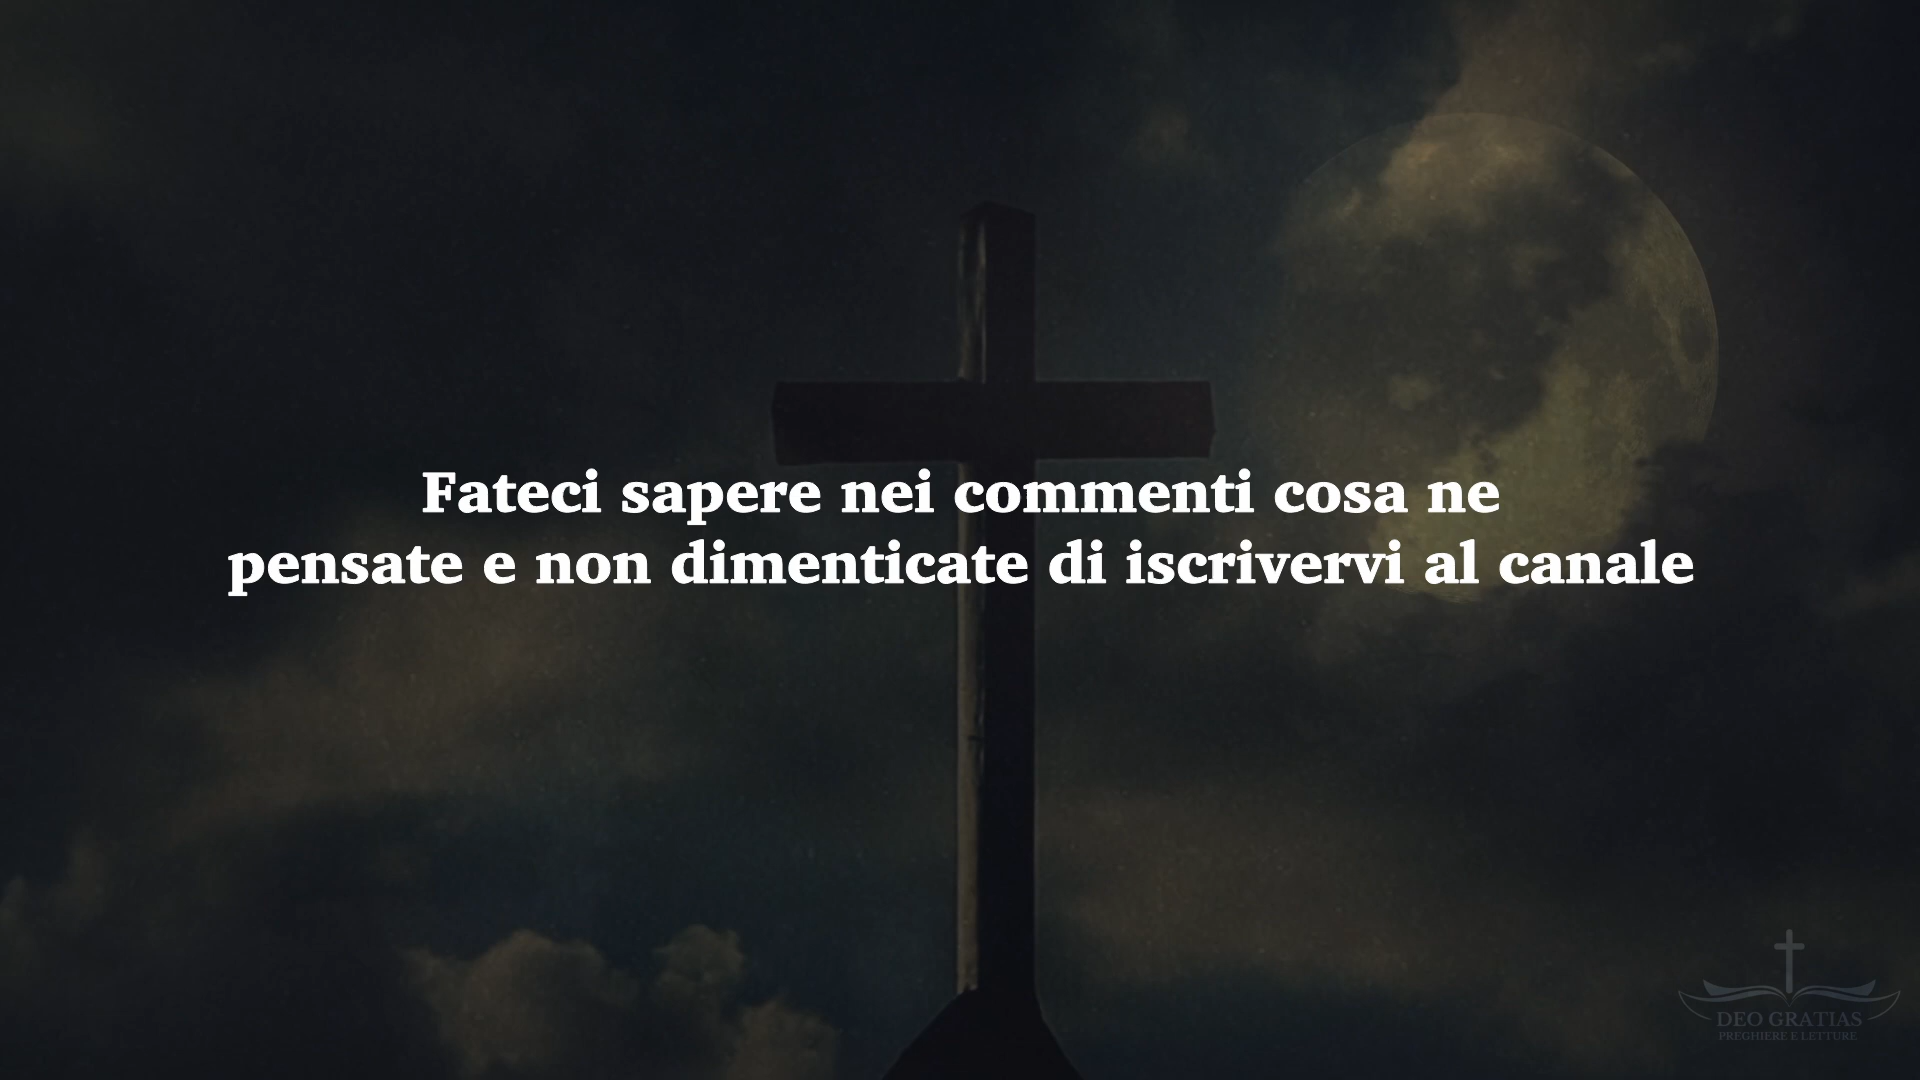 Fateci sapere nei commenti cosa ne
pensate e non dimenticate di iscrivervi al canale
DEO GRATIAS
PREGHIERE E LETTURE